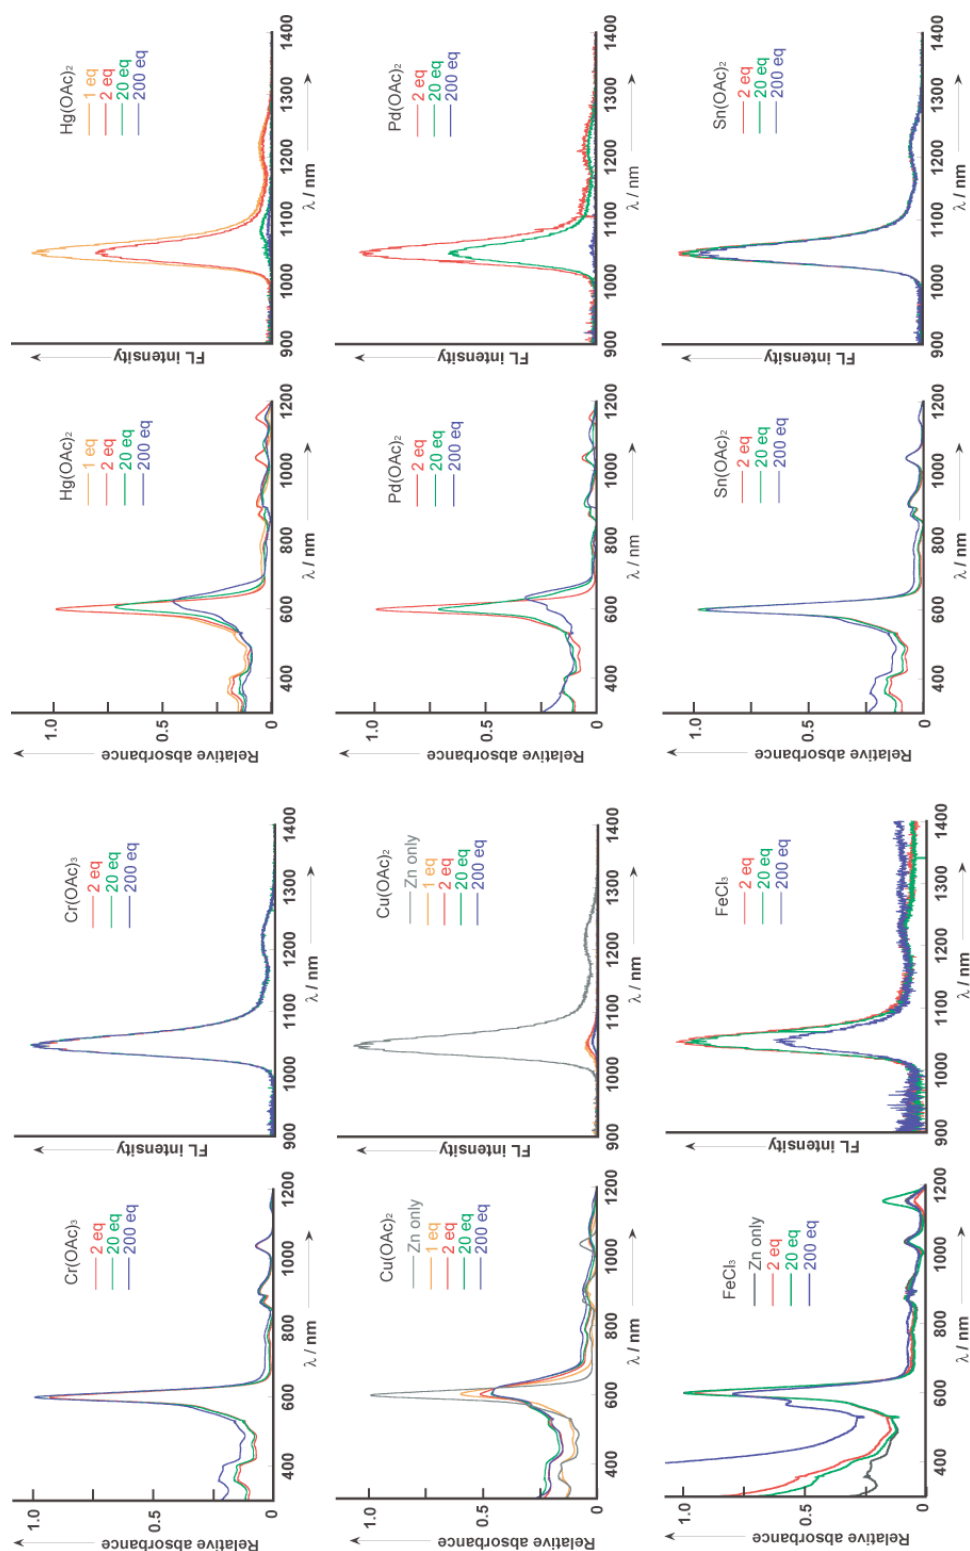 Relative absorbance
1.0
0.5
0
Cr(OAc)₃
2 eq
20 eq
200 eq
400 600 800 1000 1200
λ / nm
FL intensity
Cr(OAc)₃
2 eq
20 eq
200 eq
900 1000 1100 1200 1300 1400
λ / nm
Relative absorbance
1.0
0.5
0
Hg(OAc)₂
1 eq
2 eq
20 eq
200 eq
400 600 800 1000 1200
λ / nm
FL intensity
Hg(OAc)₂
1 eq
2 eq
20 eq
200 eq
900 1000 1100 1200 1300 1400
λ / nm
Relative absorbance
1.0
0.5
0
Cu(OAc)₂
Zn only
1 eq
2 eq
20 eq
200 eq
400 600 800 1000 1200
λ / nm
FL intensity
Cu(OAc)₂
Zn only
1 eq
2 eq
20 eq
200 eq
900 1000 1100 1200 1300 1400
λ / nm
Relative absorbance
1.0
0.5
0
Pd(OAc)₂
2 eq
20 eq
200 eq
400 600 800 1000 1200
λ / nm
FL intensity
Pd(OAc)₂
2 eq
20 eq
200 eq
900 1000 1100 1200 1300 1400
λ / nm
Relative absorbance
1.0
0.5
0
FeCl₃
Zn only
2 eq
20 eq
200 eq
400 600 800 1000 1200
λ / nm
FL intensity
FeCl₃
2 eq
20 eq
200 eq
900 1000 1100 1200 1300 1400
λ / nm
Relative absorbance
1.0
0.5
0
Sn(OAc)₂
2 eq
20 eq
200 eq
400 600 800 1000 1200
λ / nm
FL intensity
Sn(OAc)₂
2 eq
20 eq
200 eq
900 1000 1100 1200 1300 1400
λ / nm